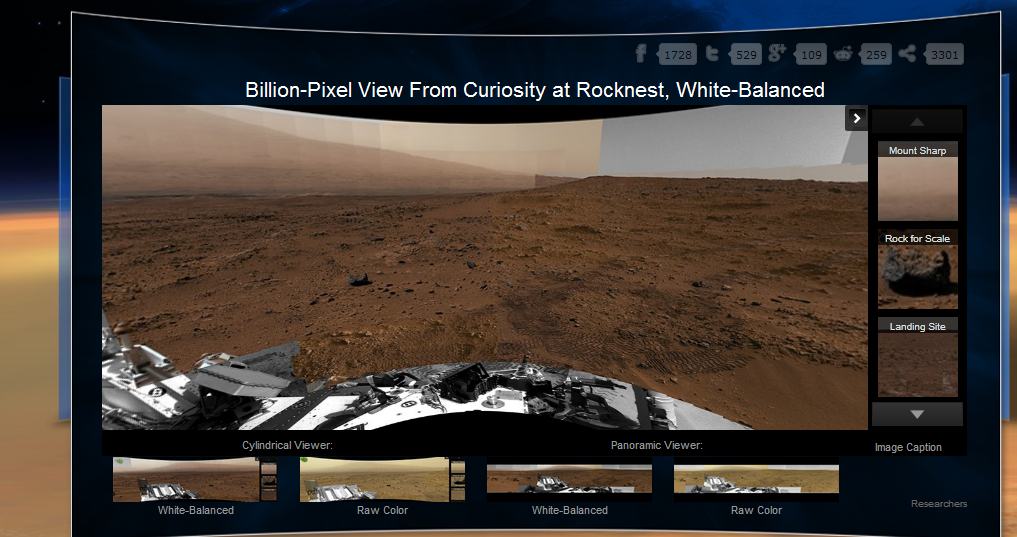 1728 529 109 259 3301
Billion-Pixel View From Curiosity at Rocknest, White-Balanced
Mount Sharp
Rock for Scale
Landing Site
Cylindrical Viewer: Panoramic Viewer: Image Caption
White-Balanced Raw Color White-Balanced Raw Color
Researchers